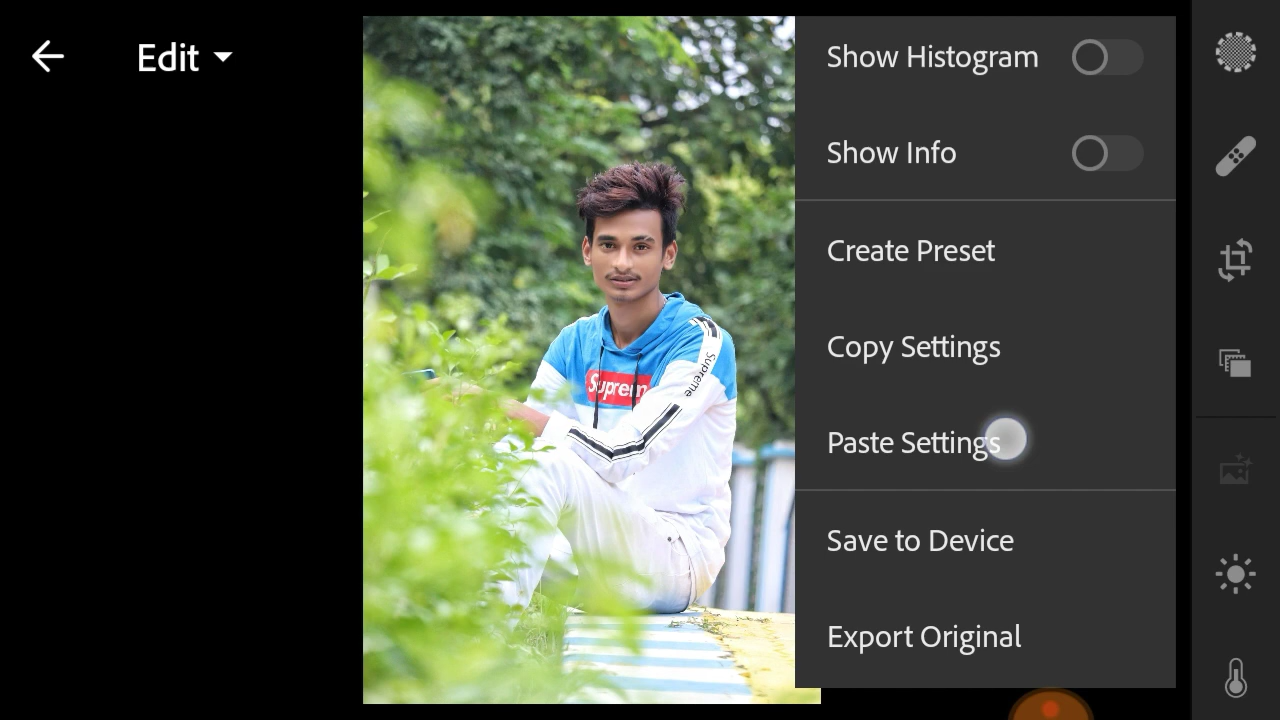 Edit
Show Histogram
Show Info
Create Preset
Copy Settings
Paste Settings
Save to Device
Export Original
Suprem
Supreme